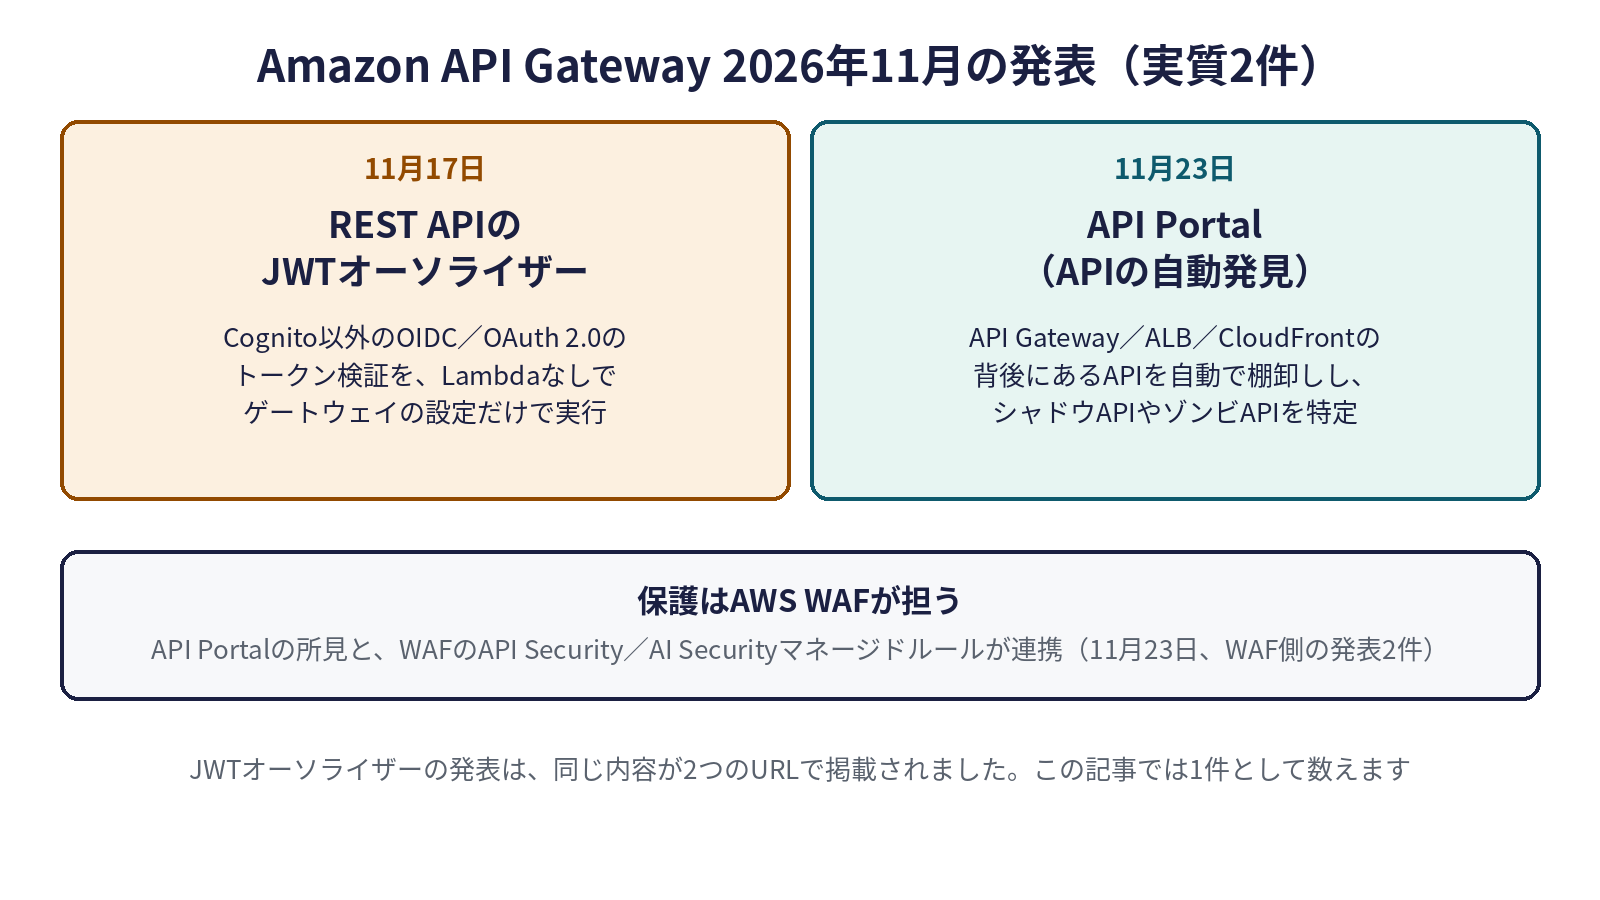 Amazon API Gateway 2026年11月の発表（実質2件）
11月17日
REST APIの
JWTオーソライザー
Cognito以外のOIDC／OAuth 2.0の
トークン検証を、Lambdaなしで
ゲートウェイの設定だけで実行
11月23日
API Portal
（APIの自動発見）
API Gateway／ALB／CloudFrontの
背後にあるAPIを自動で棚卸しし、
シャドウAPIやゾンビAPIを特定
保護はAWS WAFが担う
API Portalの所見と、WAFのAPI Security／AI Securityマネージドルールが連携（11月23日、WAF側の発表2件）
JWTオーソライザーの発表は、同じ内容が2つのURLで掲載されました。この記事では1件として数えます